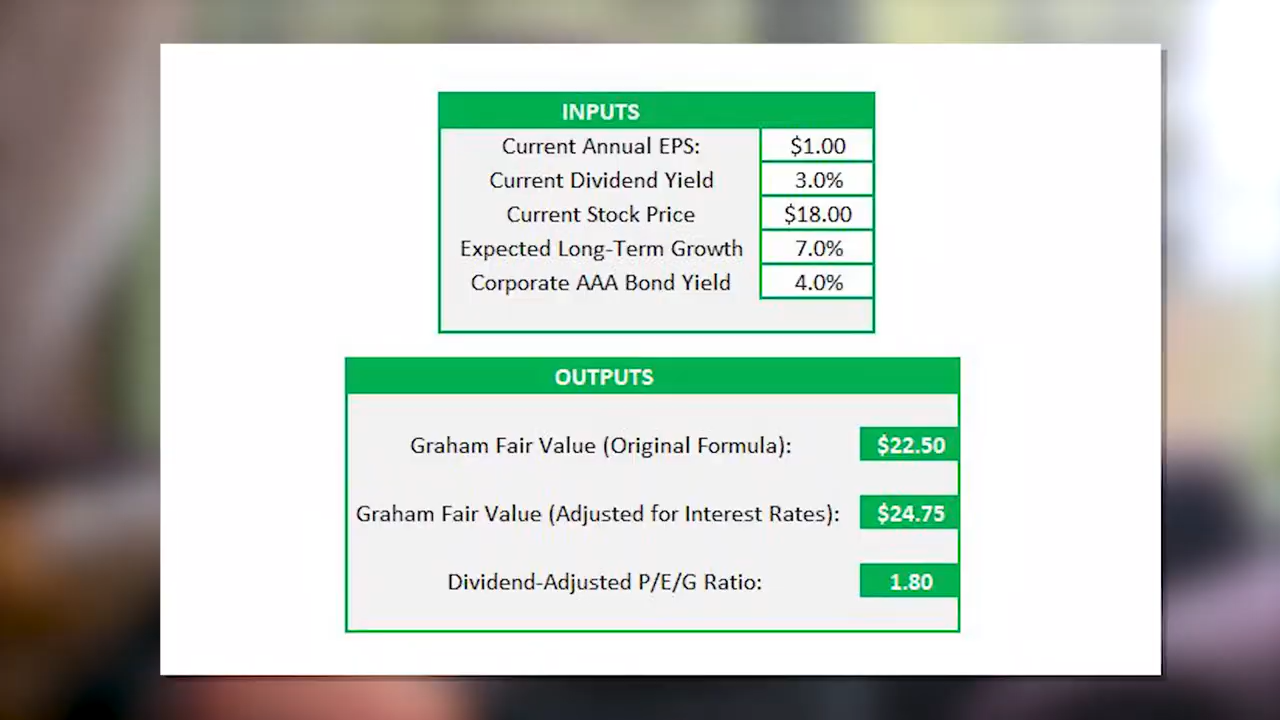 INPUTS
Current Annual EPS: $1.00
Current Dividend Yield 3.0%
Current Stock Price $18.00
Expected Long-Term Growth 7.0%
Corporate AAA Bond Yield 4.0%
OUTPUTS
Graham Fair Value (Original Formula): $22.50
Graham Fair Value (Adjusted for Interest Rates): $24.75
Dividend-Adjusted P/E/G Ratio: 1.80